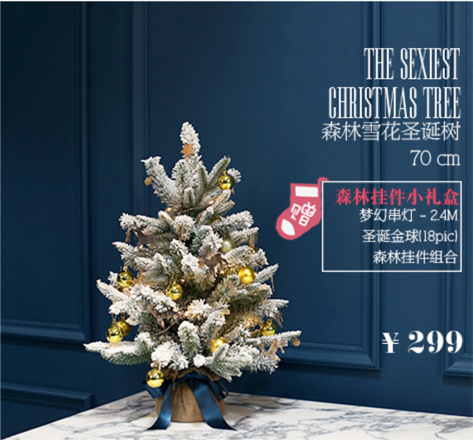 THE SEXIEST
CHRISTMAS TREE
森林雪花圣诞树
70 cm
赠
森林挂件小礼盒
梦幻串灯 - 2.4M
圣诞金球(18pic)
森林挂件组合
¥ 299